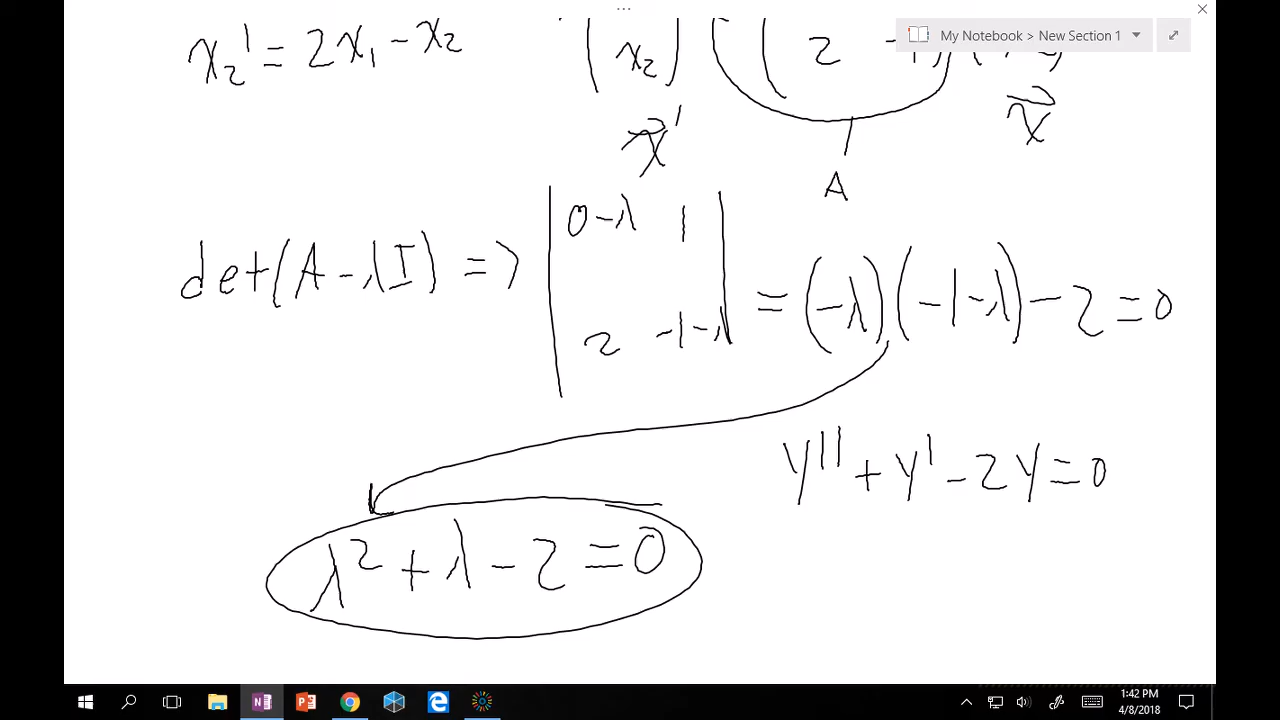 My Notebook > New Section 1
x₂' = 2x₁ - x₂
x₂ 2 -1
x⃗' x⃗
A
det(A - λI) => | 0-λ 1 |
| 2 -1-λ | = (-λ)(-1-λ) - 2 = 0
y'' + y' - 2y = 0
λ² + λ - 2 = 0
1:42 PM
4/8/2018